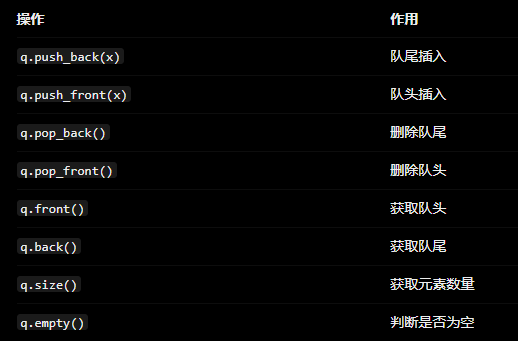 操作 作用
q.push_back(x) 队尾插入
q.push_front(x) 队头插入
q.pop_back() 删除队尾
q.pop_front() 删除队头
q.front() 获取队头
q.back() 获取队尾
q.size() 获取元素数量
q.empty() 判断是否为空